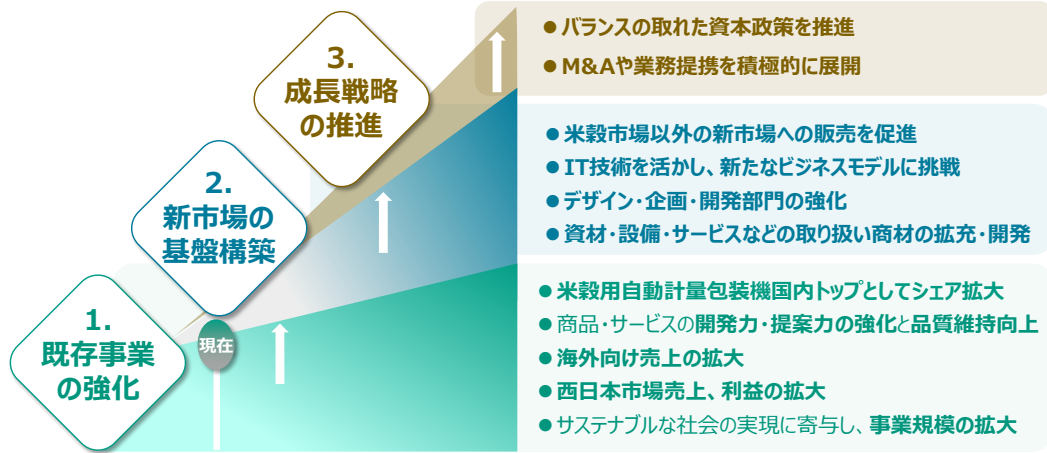 3.
成長戦略
の推進
●バランスの取れた資本政策を推進
●M&Aや業務提携を積極的に展開
2.
新市場の
基盤構築
●米穀市場以外の新市場への販売を促進
●IT技術を活かし、新たなビジネスモデルに挑戦
●デザイン・企画・開発部門の強化
●資材・設備・サービスなどの取り扱い商材の拡充・開発
1.
既存事業
の強化
現在
●米穀用自動計量包装機国内トップとしてシェア拡大
●商品・サービスの開発力・提案力の強化と品質維持向上
●海外向け売上の拡大
●西日本市場売上、利益の拡大
●サステナブルな社会の実現に寄与し、事業規模の拡大